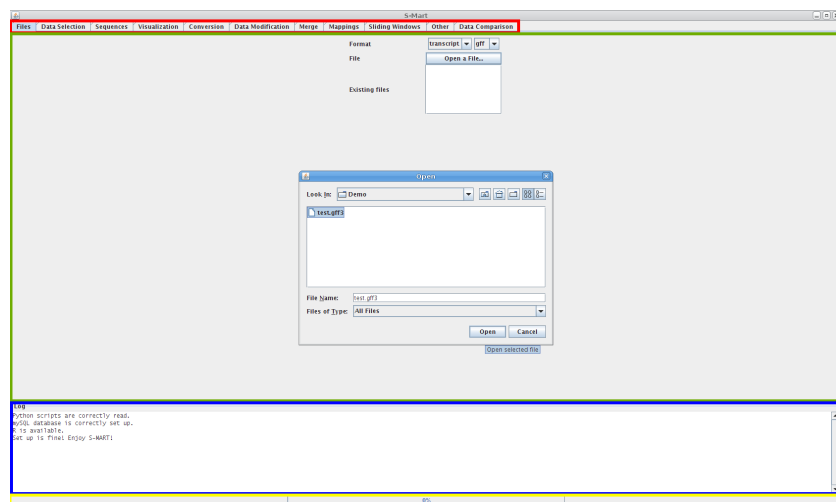 S-Mart
Files Data Selection Sequences Visualization Conversion Data Modification Merge Mappings Sliding Windows Other Data Comparison
Format transcript gff
File Open a File...
Existing files
Open
Look In: Demo
test.gff3
File Name: test.gff3
Files of Type: All Files
Open Cancel
Open selected file
Log
Python scripts are correctly read.
mySQL database is correctly set up.
R is available.
Set up is fine! Enjoy S-MART!
0%